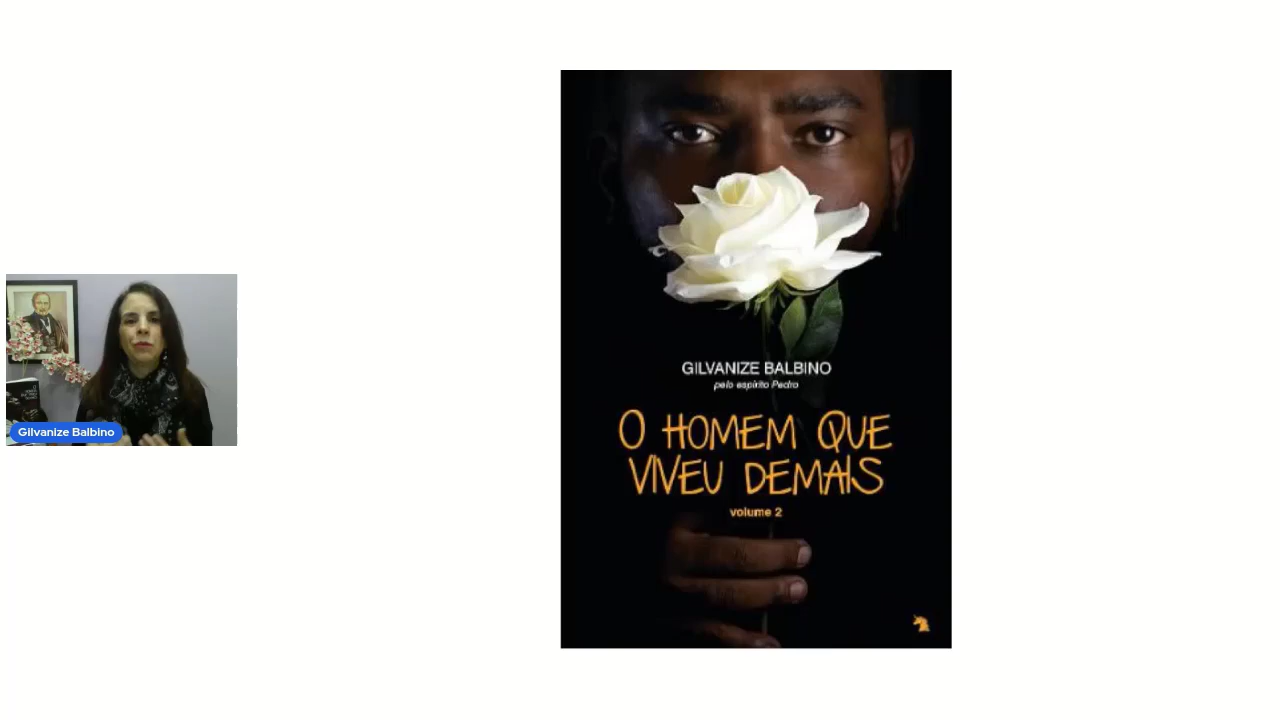 GILVANIZE BALBINO
pelo espírito Pedro
O HOMEM QUE
VIVEU DEMAIS
volume 2
Gilvanize Balbino